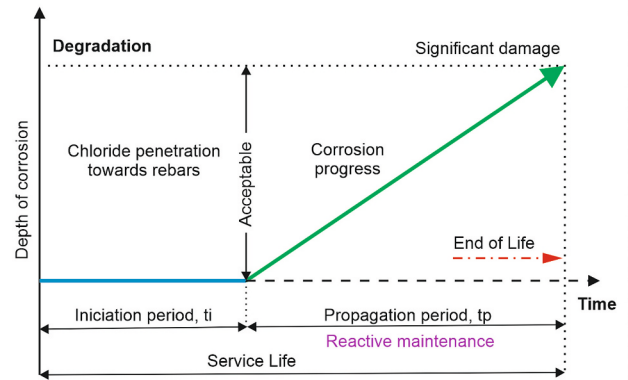 Degradation
Significant damage
Depth of corrosion
Chloride penetration
towards rebars
Acceptable
Corrosion
progress
End of Life
Time
Iniciation period, ti
Propagation period, tp
Reactive maintenance
Service Life